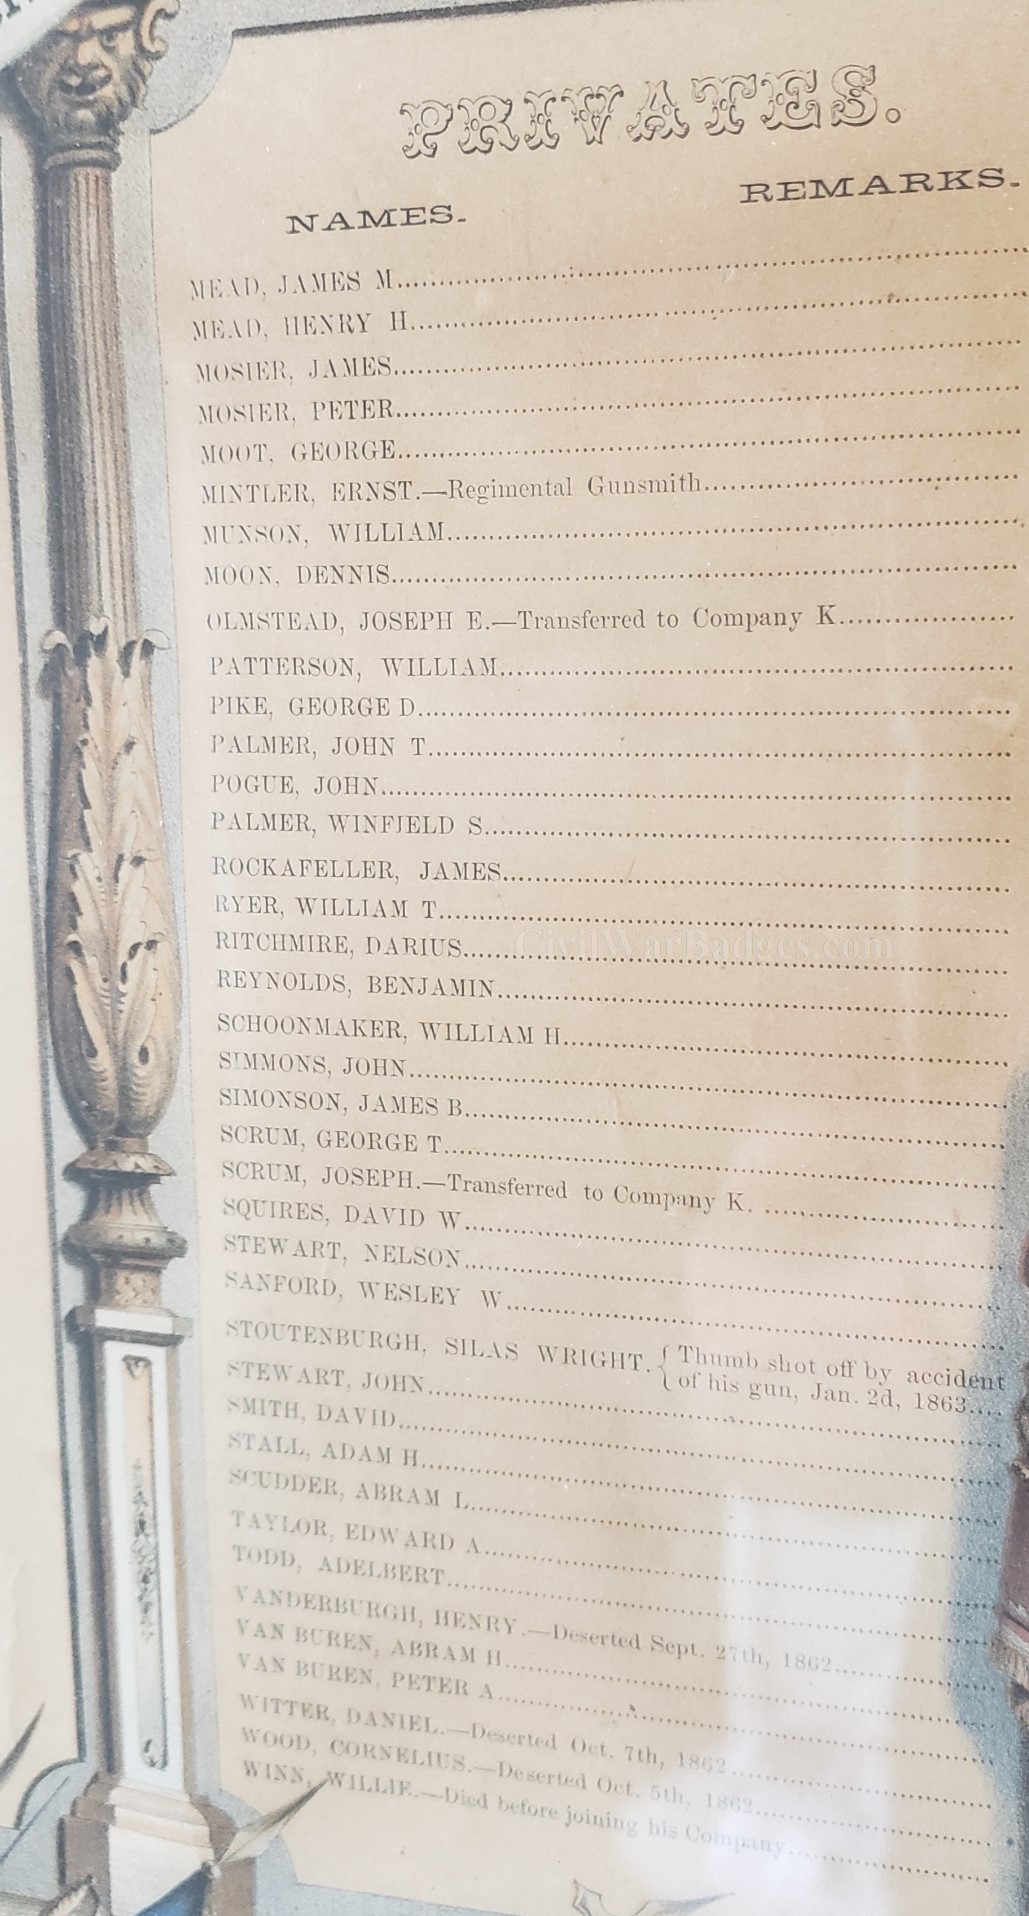 PRIVATES.
NAMES.
REMARKS.
MEAD, JAMES M.
MEAD, HENRY H.
MOSIER, JAMES.
MOSIER, PETER.
MOOT, GEORGE.
MINTLER, ERNST.—Regimental Gunsmith.
MUNSON, WILLIAM.
MOON, DENNIS.
OLMSTEAD, JOSEPH E.—Transferred to Company K.
PATTERSON, WILLIAM.
PIKE, GEORGE D.
PALMER, JOHN T.
POGUE, JOHN.
PALMER, WINFIELD S.
ROCKAFELLER, JAMES.
RYER, WILLIAM T.
RITCHMIRE, DARIUS.
CivilWarBadges.com
REYNOLDS, BENJAMIN.
SCHOONMAKER, WILLIAM H.
SIMMONS, JOHN.
SIMONSON, JAMES B.
SCRUM, GEORGE T.
SCRUM, JOSEPH.—Transferred to Company K.
SQUIRES, DAVID W.
STEWART, NELSON.
SANFORD, WESLEY W.
STOUTENBURGH, SILAS WRIGHT. { Thumb shot off by accident
of his gun, Jan. 2d, 1863.
STEWART, JOHN.
SMITH, DAVID.
STALL, ADAM H.
SCUDDER, ABRAM L.
TAYLOR, EDWARD A.
TODD, ADELBERT.
VANDERBURGH, HENRY.—Deserted Sept. 27th, 1862.
VAN BUREN, ABRAM H.
VAN BUREN, PETER A.
WITTER, DANIEL.—Deserted Oct. 7th, 1862.
WOOD, CORNELIUS.—Deserted Oct. 5th, 1862.
WINN, WILLIE.—Died before joining his Company.